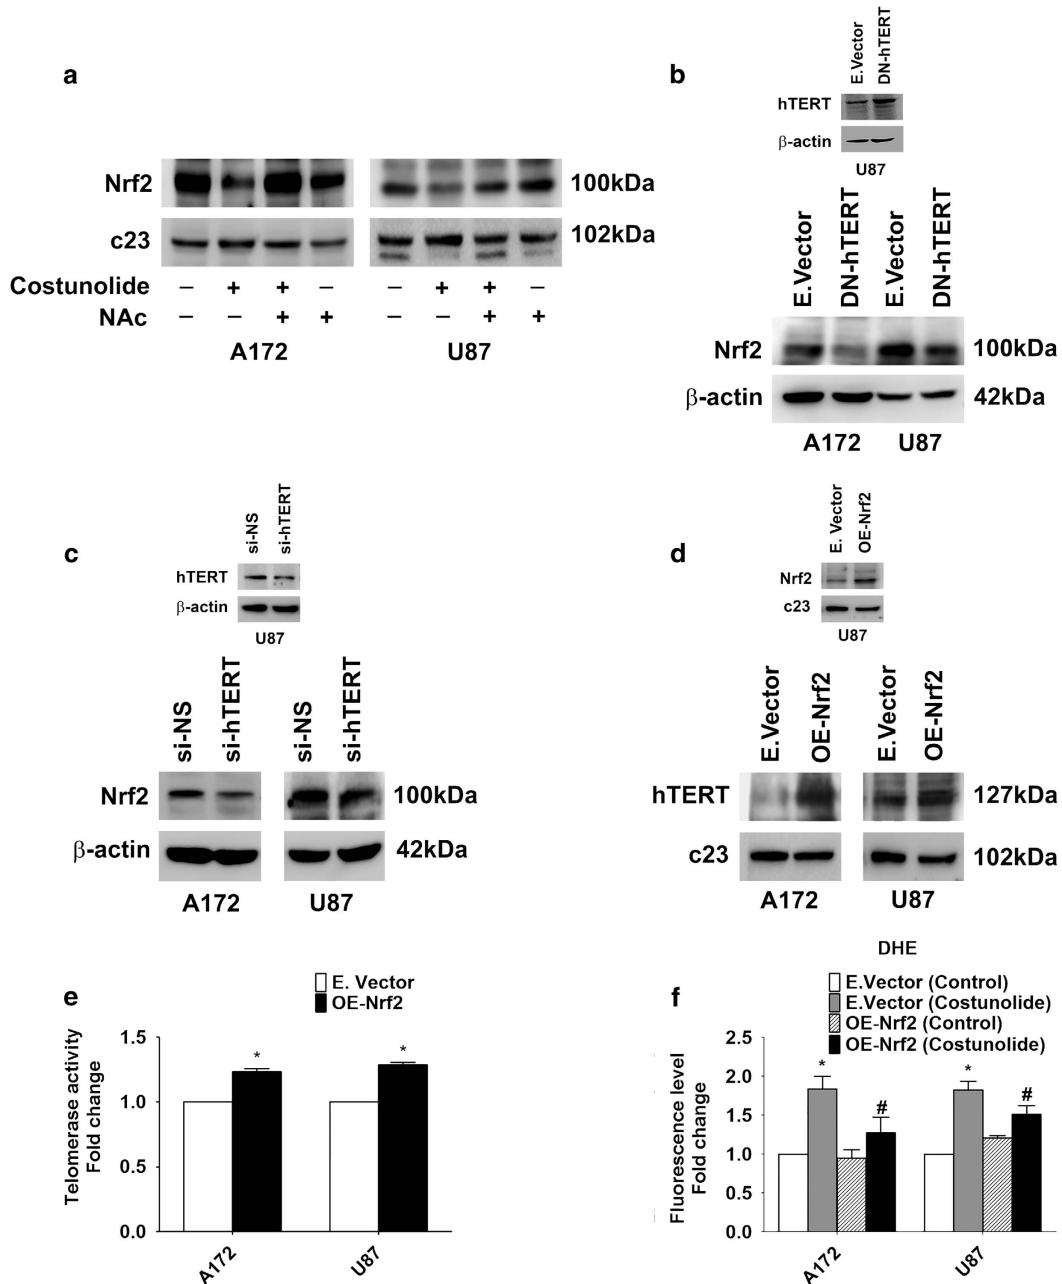 a
Nrf2
100kDa
c23
102kDa
Costunolide – + + – – + + –
NAc – – + + – – + +
A172 U87
b
E.Vector DN-hTERT
hTERT
β-actin
U87
E.Vector DN-hTERT E.Vector DN-hTERT
Nrf2 100kDa
β-actin 42kDa
A172 U87
c
si-NS si-hTERT
hTERT
β-actin
U87
si-NS si-hTERT si-NS si-hTERT
Nrf2 100kDa
β-actin 42kDa
A172 U87
d
E. Vector OE-Nrf2
Nrf2
c23
U87
E.Vector OE-Nrf2 E.Vector OE-Nrf2
hTERT 127kDa
c23 102kDa
A172 U87
e
E. Vector
OE-Nrf2
Telomerase activity
Fold change
1.5
1.0
0.5
0.0
* *
A172 U87
f
DHE
E.Vector (Control)
E.Vector (Costunolide)
OE-Nrf2 (Control)
OE-Nrf2 (Costunolide)
Fluorescence level
Fold change
2.5
2.0
1.5
1.0
0.5
0.0
* # * #
A172 U87